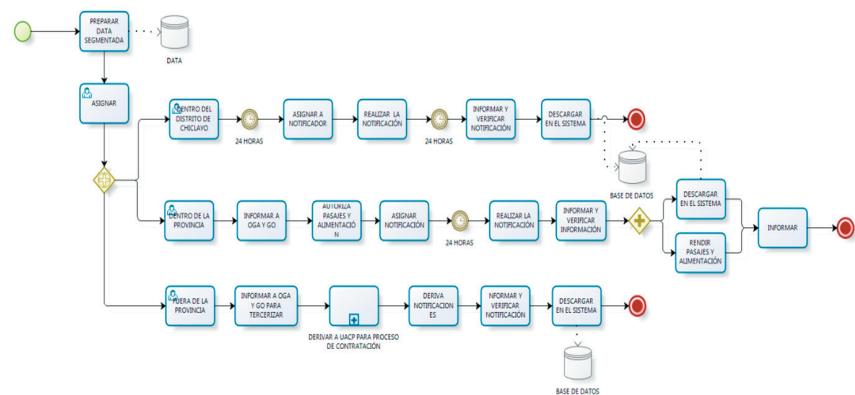 PREPARAR
DATA
SEGMENTADA
DATA
ASIGNAR
DENTRO DEL
DISTRITO DE
CHICLAYO
24 HORAS
ASIGNAR A
NOTIFICADOR
REALIZAR LA
NOTIFICACIÓN
24 HORAS
INFORMAR Y
VERIFICAR
NOTIFICACIÓN
DESCARGAR
EN EL SISTEMA
BASE DE DATOS
DENTRO DE LA
PROVINCIA
INFORMAR A
OGA Y GO
AUTORIZA
PASAJES Y
ALIMENTACIÓ
N
ASIGNAR
NOTIFICACIÓN
24 HORAS
REALIZAR LA
NOTIFICACIÓN
INFORMAR Y
VERIFICAR
INFORMACIÓN
DESCARGAR
EN EL SISTEMA
RENDIR
PASAJES Y
ALIMENTACIÓN
INFORMAR
FUERA DE LA
PROVINCIA
INFORMAR A OGA
Y GO PARA
TERCERIZAR
DERIVAR A UACP PARA PROCESO
DE CONTRATACIÓN
DERIVA
NOTIFICACION
ES
NFORMAR Y
VERIFICAR
NOTIFICACIÓN
DESCARGAR
EN EL SISTEMA
BASE DE DATOS